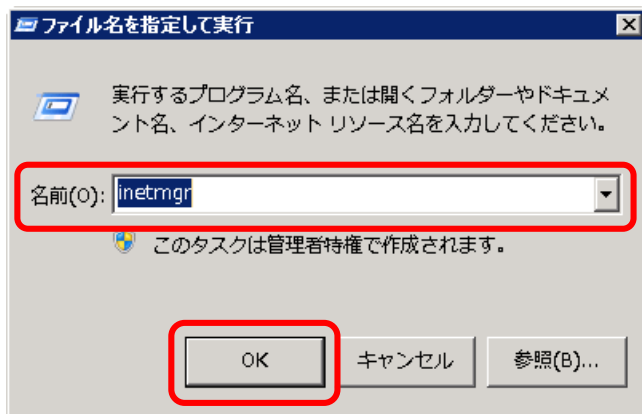 ファイル名を指定して実行
実行するプログラム名、または開くフォルダーやドキュメ
ント名、インターネット リソース名を入力してください。
名前(O): inetmgr
このタスクは管理者特権で作成されます。
OK キャンセル 参照(B)...